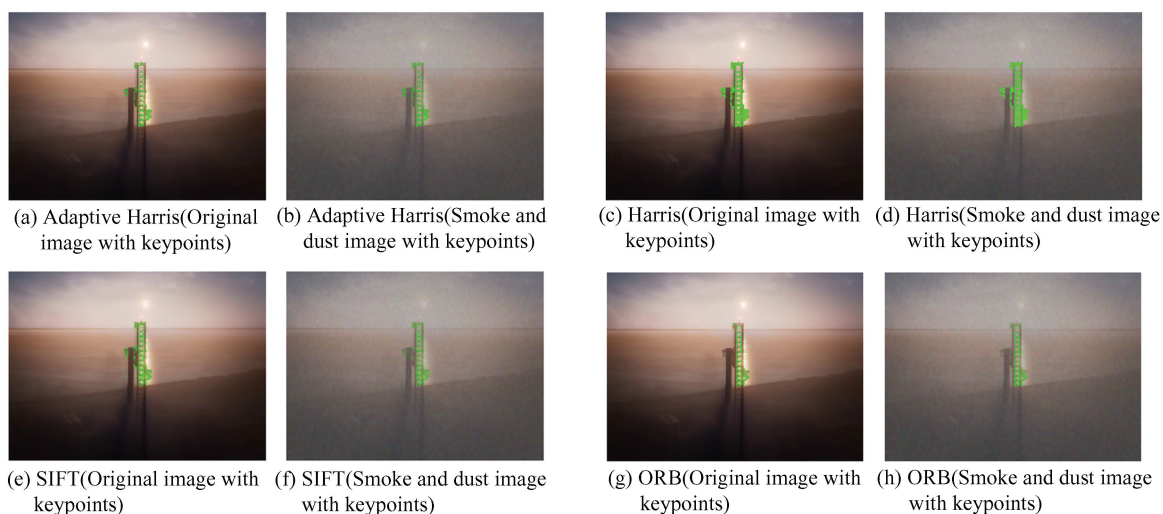 (a) Adaptive Harris(Original
image with keypoints)
(b) Adaptive Harris(Smoke and
dust image with keypoints)
(c) Harris(Original image with
keypoints)
(d) Harris(Smoke and dust image
with keypoints)
(e) SIFT(Original image with
keypoints)
(f) SIFT(Smoke and dust image
with keypoints)
(g) ORB(Original image with
keypoints)
(h) ORB(Smoke and dust image
with keypoints)